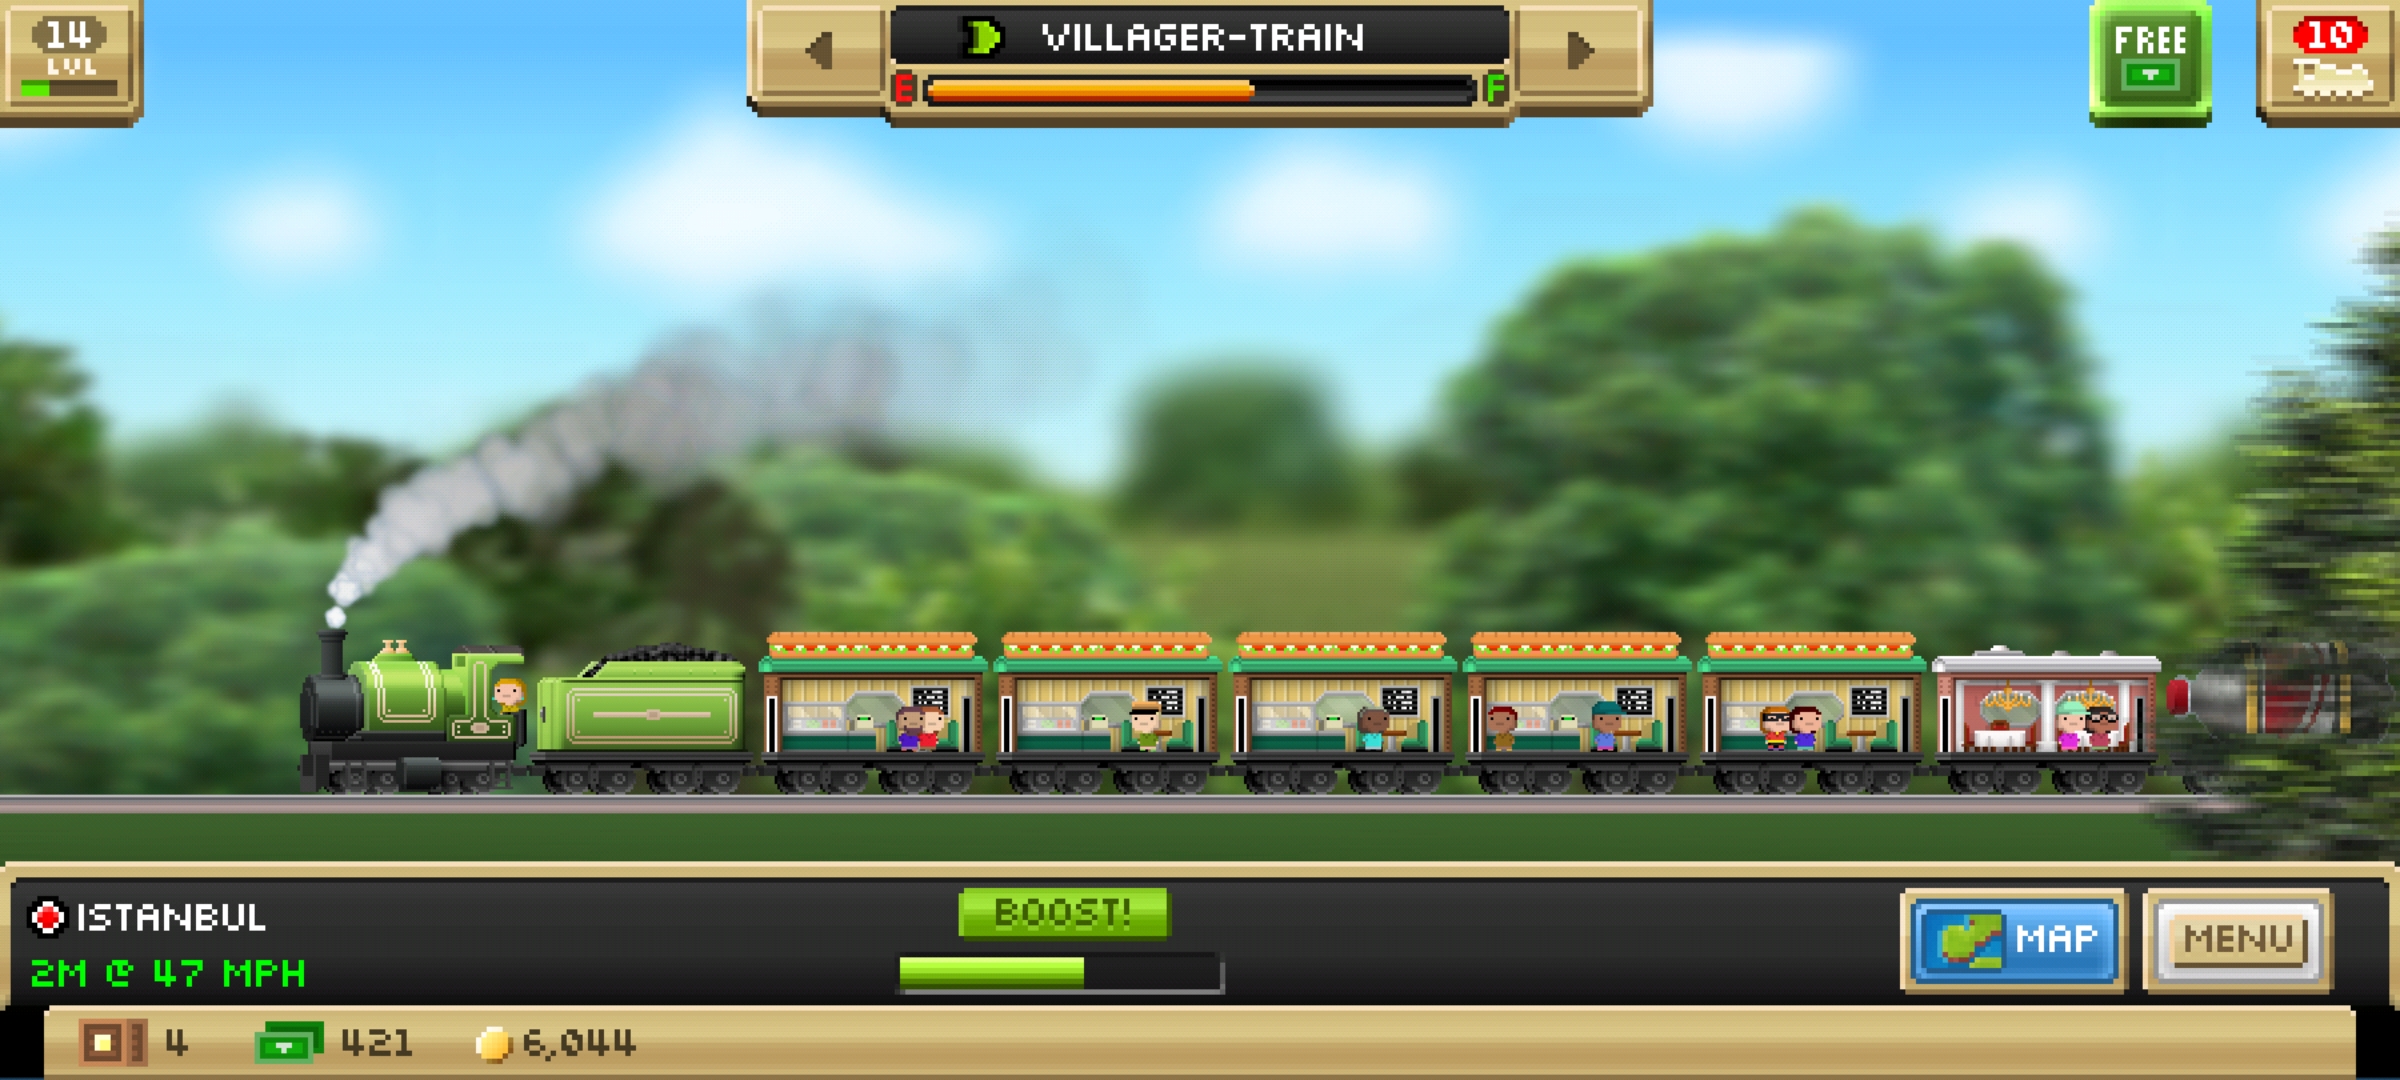 14
LVL
VILLAGER-TRAIN
E F
FREE
10
ISTANBUL
2M @ 47 MPH
BOOST!
MAP
MENU
4
421
6,044